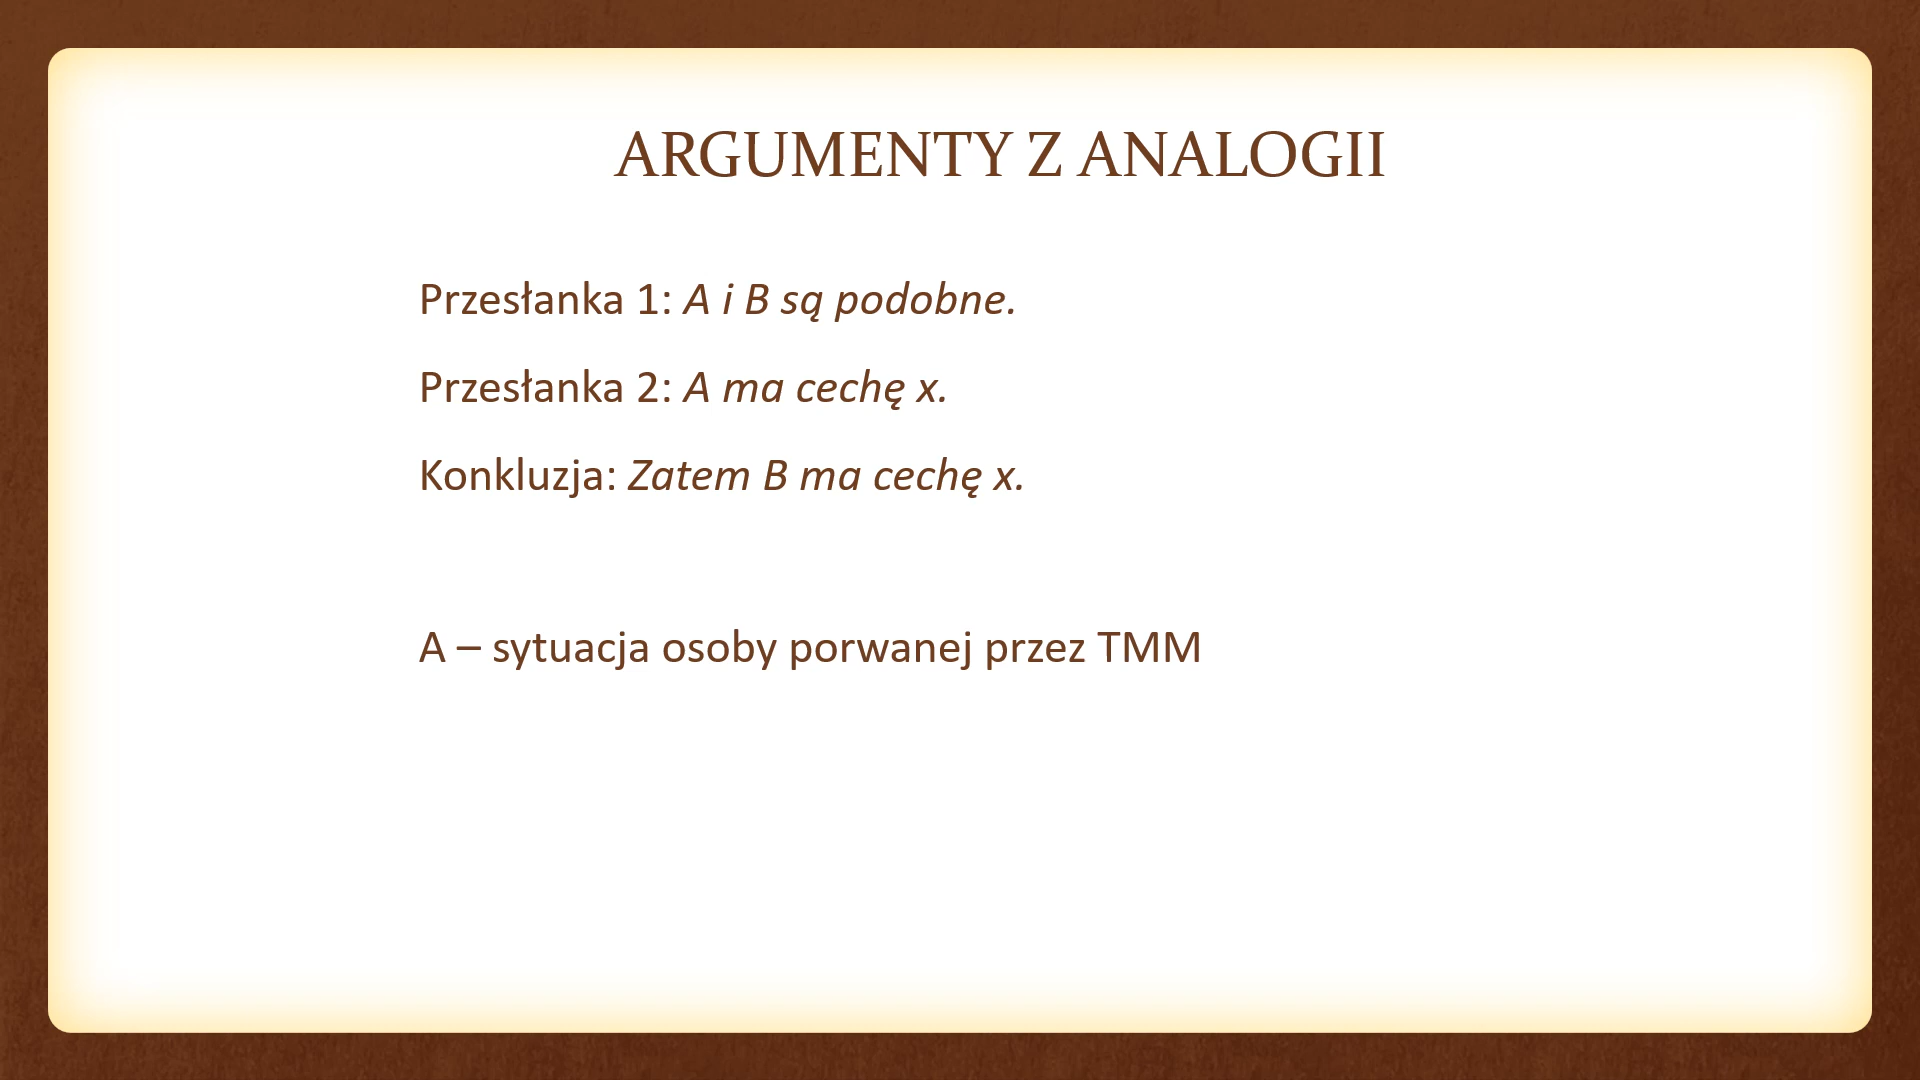 ARGUMENTY Z ANALOGII
Przesłanka 1: A i B są podobne.
Przesłanka 2: A ma cechę x.
Konkluzja: Zatem B ma cechę x.
A – sytuacja osoby porwanej przez TMM